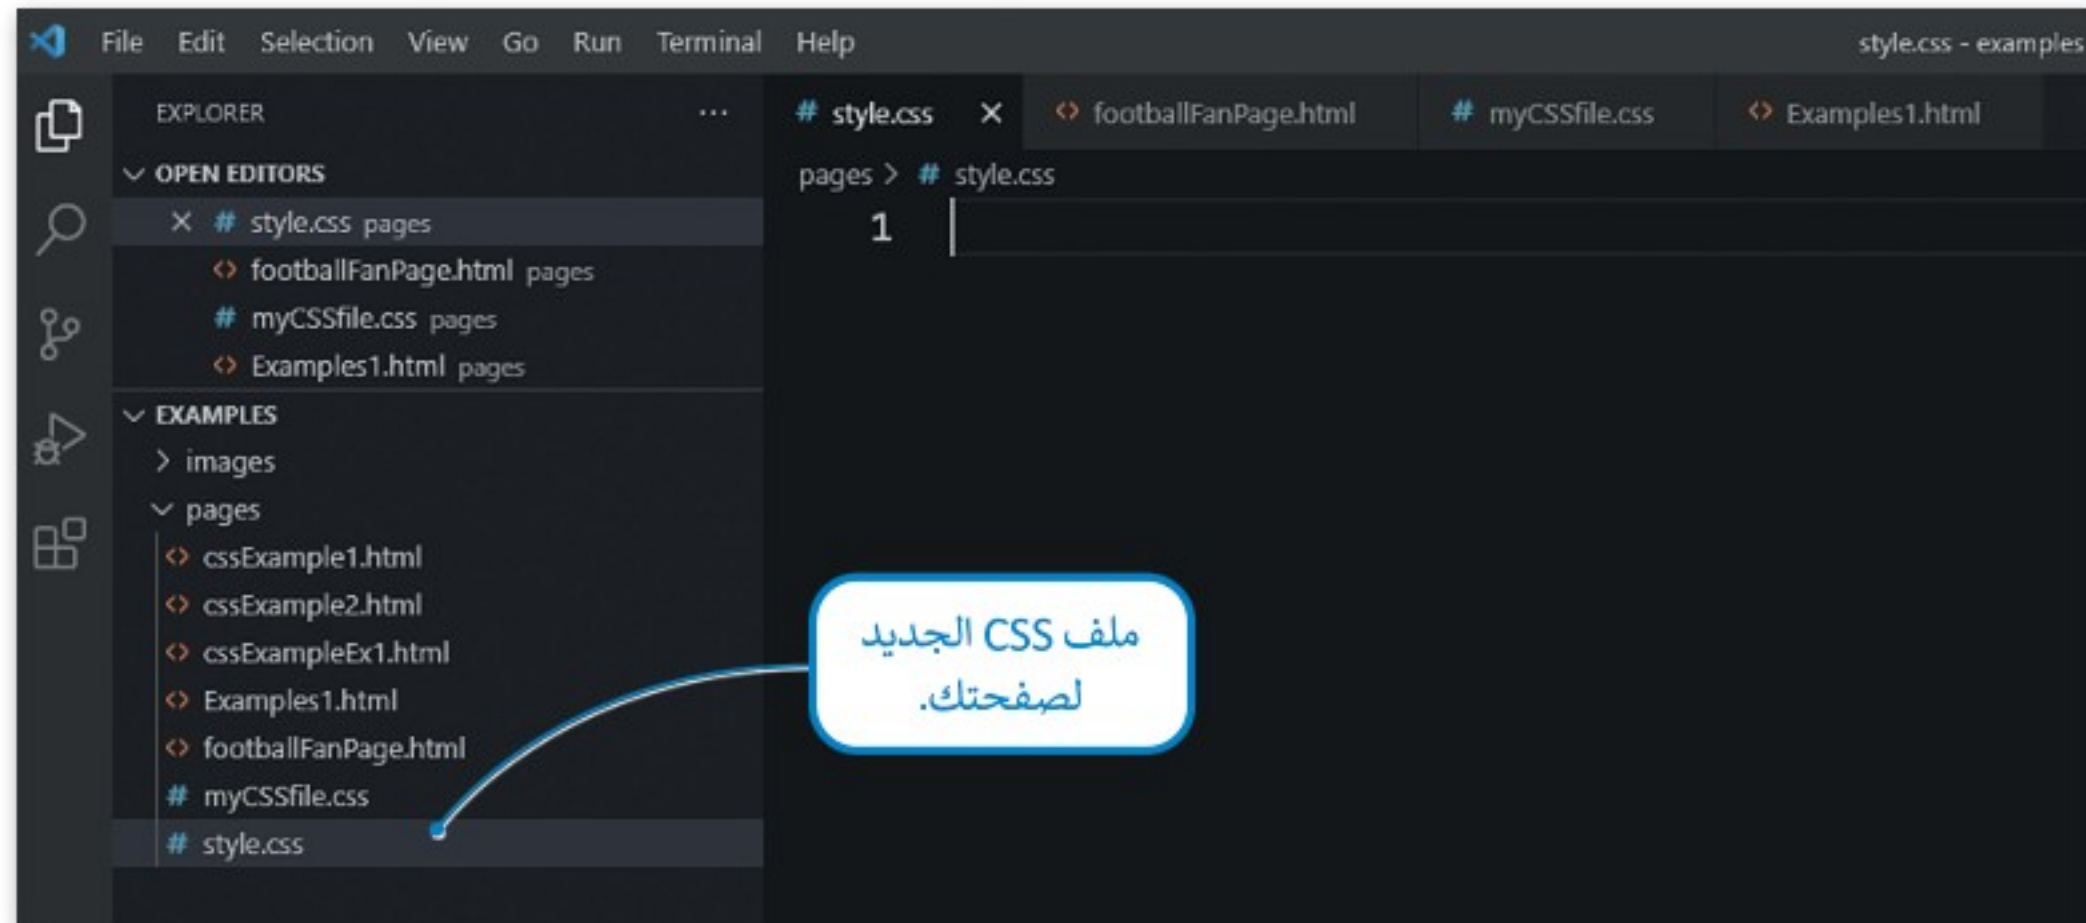 File Edit Selection View Go Run Terminal Help
style.css - examples
EXPLORER
OPEN EDITORS
style.css pages
footballFanPage.html pages
myCSSfile.css pages
Examples1.html pages
EXAMPLES
images
pages
cssExample1.html
cssExample2.html
cssExampleEx1.html
Examples1.html
footballFanPage.html
# myCSSfile.css
# style.css
# style.css footballFanPage.html # myCSSfile.css Examples1.html
pages > # style.css
1
ملف CSS الجديد
لصفحتك.